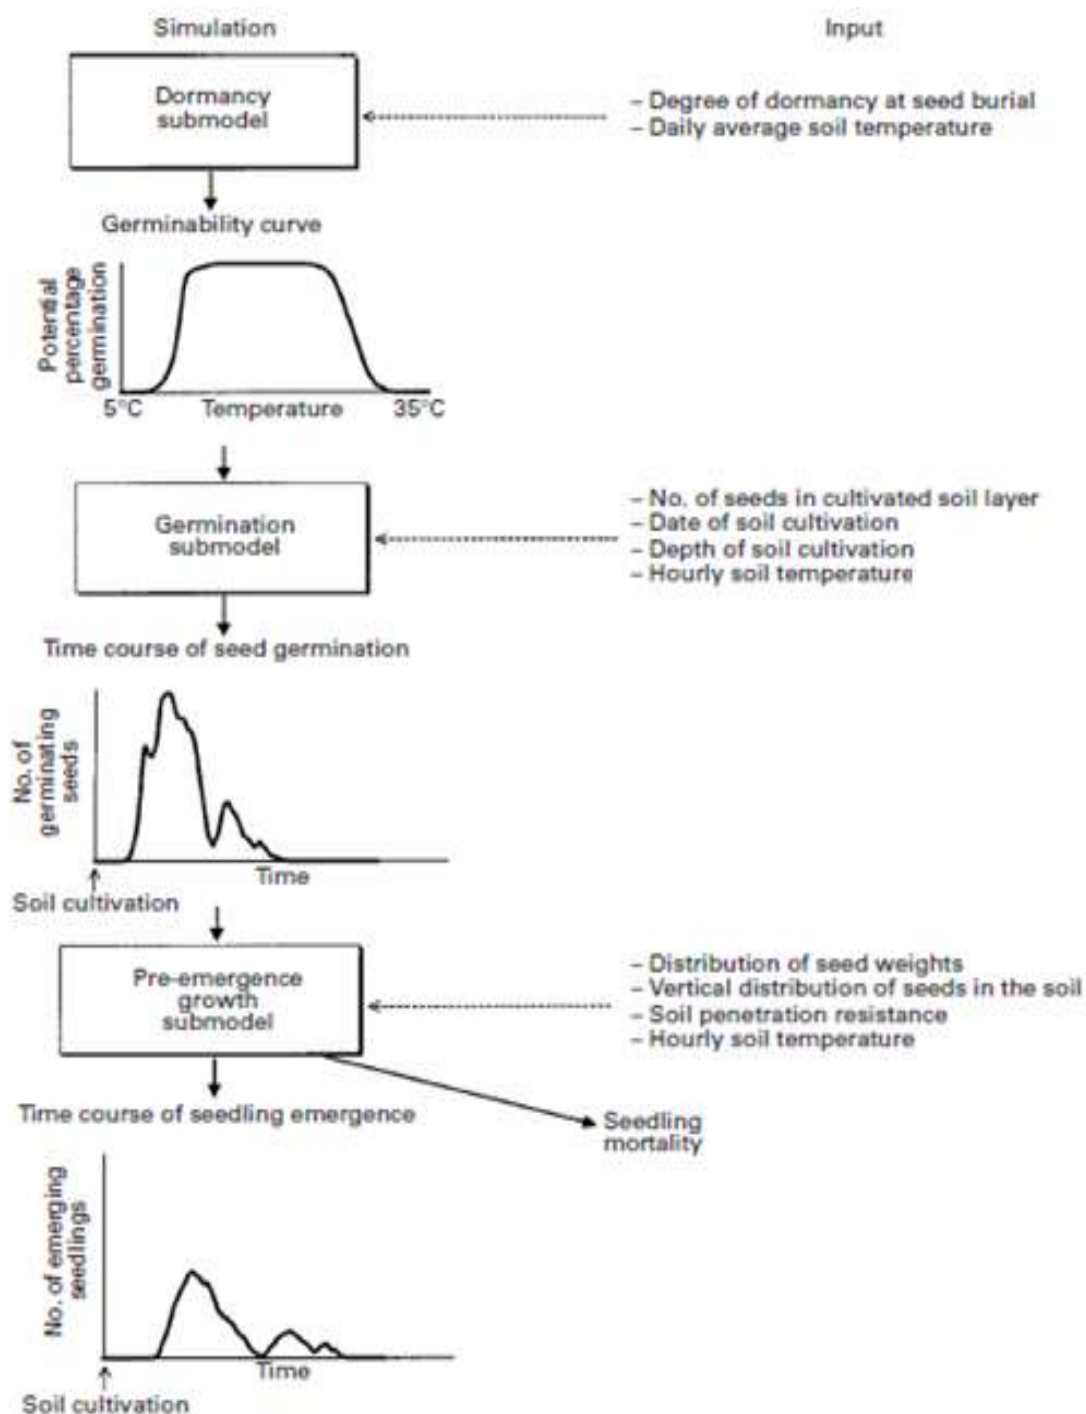 Simulation
Input
Dormancy
submodel
– Degree of dormancy at seed burial
– Daily average soil temperature
Germinability curve
Potential
percentage
germination
5°C
Temperature
35°C
Germination
submodel
– No. of seeds in cultivated soil layer
– Date of soil cultivation
– Depth of soil cultivation
– Hourly soil temperature
Time course of seed germination
No. of
germinating
seeds
Time
Soil cultivation
Pre-emergence
growth
submodel
– Distribution of seed weights
– Vertical distribution of seeds in the soil
– Soil penetration resistance
– Hourly soil temperature
Time course of seedling emergence
Seedling
mortality
No. of emerging
seedlings
Time
Soil cultivation